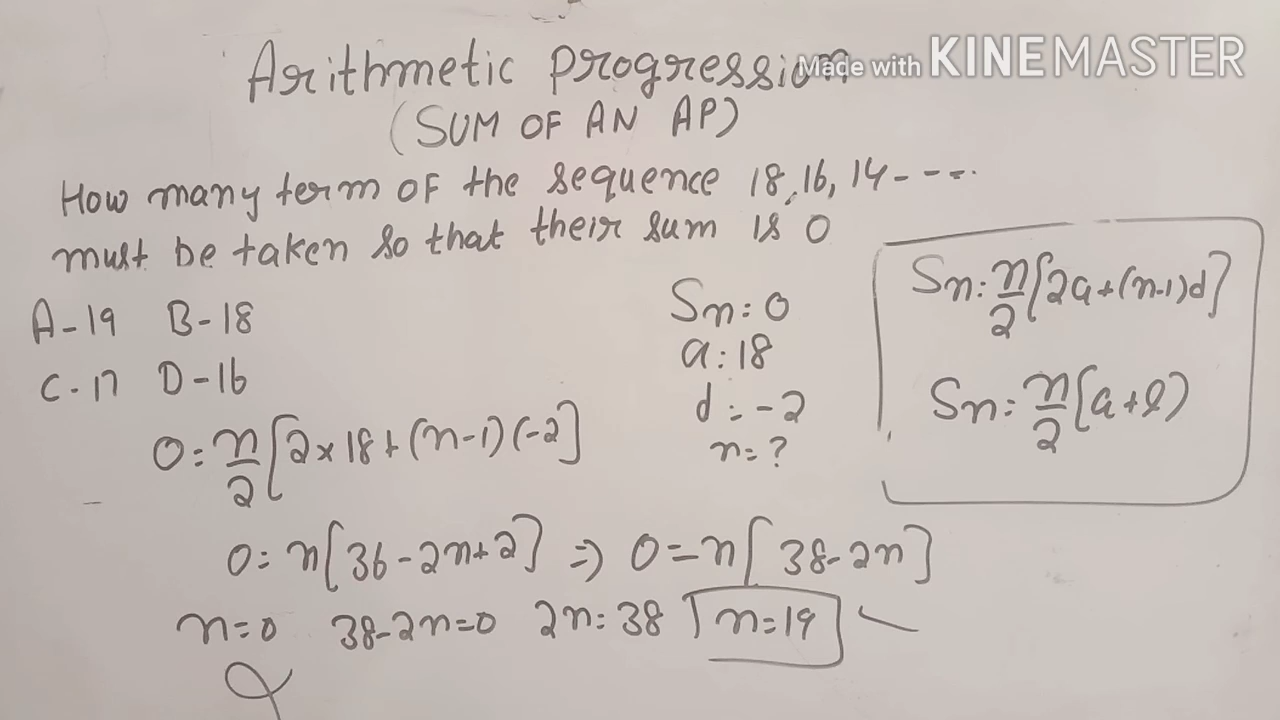 Arithmetic progression
Made with KINEMASTER
(SUM OF AN AP)
How many term OF the sequence 18, 16, 14----
must be taken so that their sum is 0
A-19 B-18
C-17 D-16
Sn: 0
a: 18
d: -2
n= ?
Sn: n/2[2a+(n-1)d]
Sn: n/2[a+l)
0= n/2[2×18+(n-1)(-2]
0= n[36-2n+2] => 0=n[38-2n]
n=0 38-2n=0 2n=38 n=19